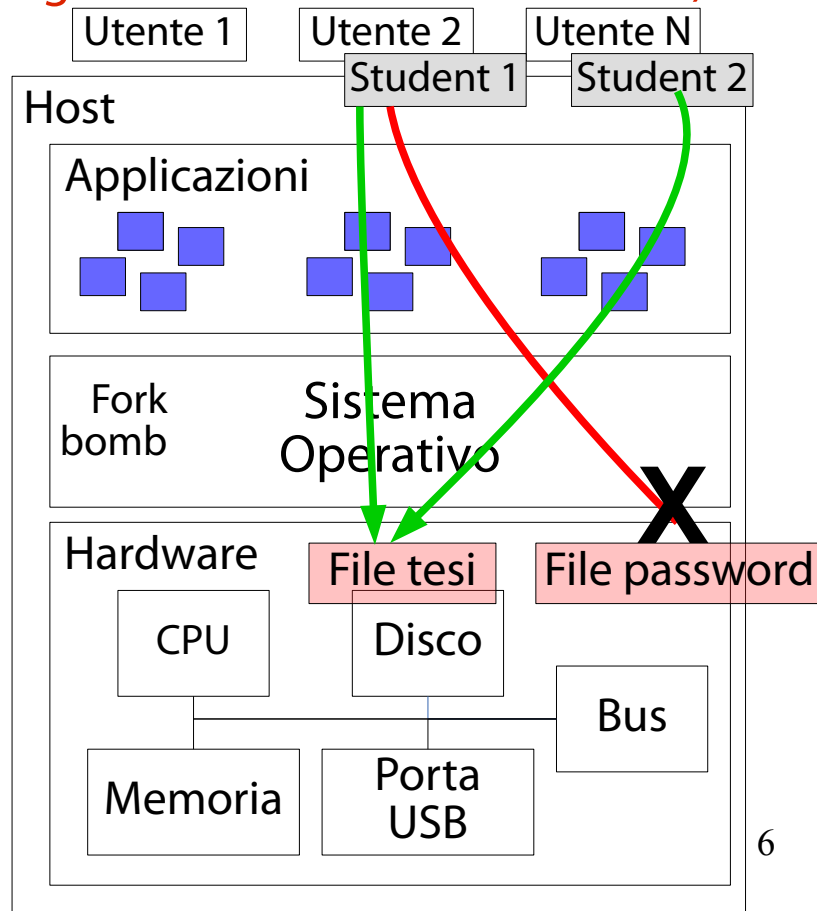 Utente 1
Utente 2
Utente N
Student 1
Student 2
Host
Applicazioni
Fork
bomb
Sistema
Operativo
X
Hardware
File tesi
File password
CPU
Disco
Bus
Memoria
Porta
USB
6